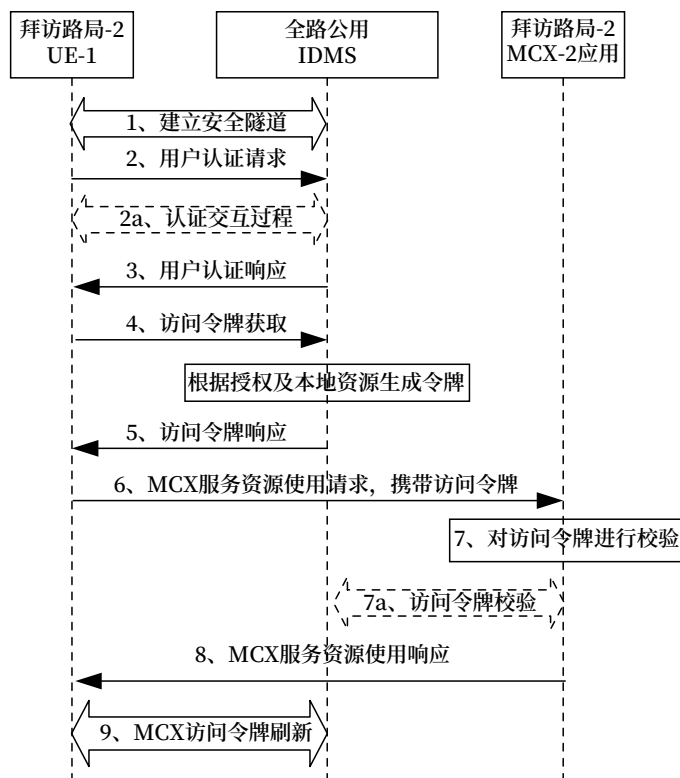 拜访路局-2
UE-1
全路公用
IDMS
拜访路局-2
MCX-2应用
1、建立安全隧道
2、用户认证请求
2a、认证交互过程
3、用户认证响应
4、访问令牌获取
根据授权及本地资源生成令牌
5、访问令牌响应
6、MCX服务资源使用请求，携带访问令牌
7、对访问令牌进行校验
7a、访问令牌校验
8、MCX服务资源使用响应
9、MCX访问令牌刷新